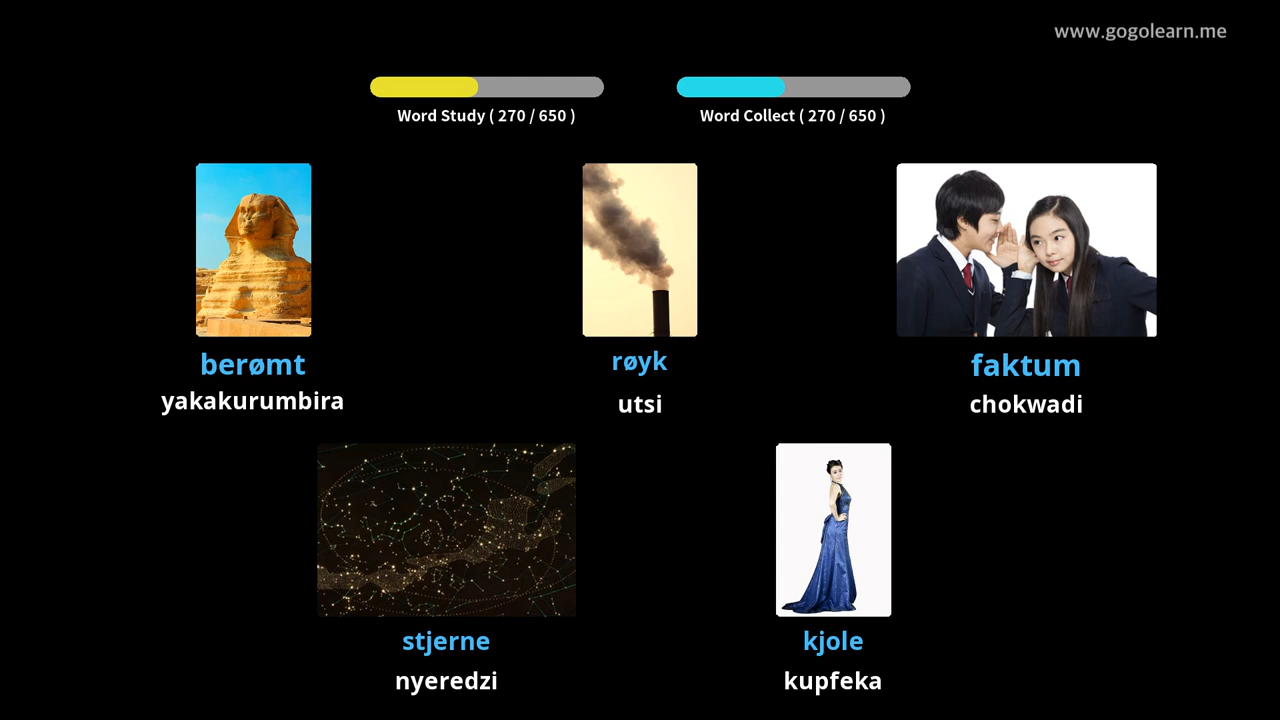 www.gogolearn.me
Word Study ( 270 / 650 )
Word Collect ( 270 / 650 )
berømt
yakakurumbira
røyk
utsi
faktum
chokwadi
stjerne
nyeredzi
kjole
kupfeka